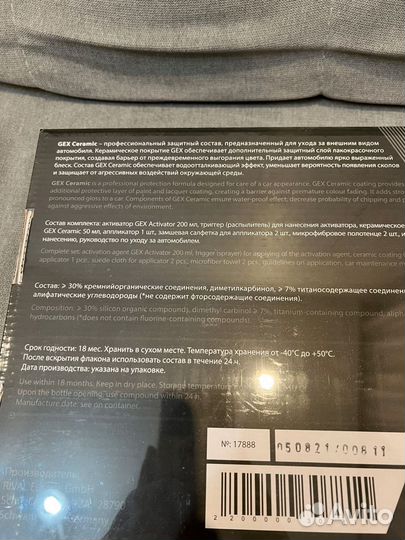 GEX Ceramic – профессиональный защитный состав, предназначенный для ухода за внешним видом
автомобиля. Керамическое покрытие GEX обеспечивает дополнительный защитный слой лакокрасочного
покрытия, создавая барьер от преждевременного выгорания цвета. Придает автомобилю ярко выраженный
блеск. Состав GEX Ceramic обеспечивает водоотталкивающий эффект, уменьшает вероятность появления сколов
и защищает от агрессивных воздействий окружающей среды.
GEX Ceramic is a professional protection formula designed for care of a car appearance. GEX Ceramic coating provides
additional protective layer of paint and lacquer coating, creating a barrier against premature colour fading. It adds stro
pronounced gloss to a car. Components of GEX Ceramic ensure water-proof effect; decrease probability of chipping and
against aggressive effects of environment.
Состав комплекта: активатор GEX Activator 200 мл, триггер (распылитель) для нанесения активатора, керамическое
GEX Ceramic 50 мл, аппликатор 1 шт., замшевая салфетка для аппликатора 2 шт., микрофибровое полотенце 2 шт., и
нанесению, руководство по уходу за автомобилем.
Complete set: activation agent GEX Activator 200 ml, trigger (sprayer) for applying of the activation agent, ceramic coati
applicator 1 pcs., suede cloth for applicator 2 pcs.; microfiber towel 2 pcs., guidelines on application, car maintenance m
Состав: > 30% кремнийорганические соединения, диметилкарбинол, > 7% титаносодержащее соединен
алифатические углеводороды (*не содержит фторсодержащие соединения).
Composition: > 30% silicon organic compound, dimethyl carbinol > 7%, titanium-containing compound, aliph
hydrocarbons (*does not contain fluorine-containing compounds).
Срок годности: 18 мес. Хранить в сухом месте. Температура хранения от -40°C до +50°C.
После вскрытия флакона использовать состав в течение 24 ч.
Дата производства: указана на упаковке.
Use within 18 months. Keep in dry place. Storage temperature
Upon the bottle opening, use compound within 24 h.
Manufacture date: see on container.
№: 17888
050821/00811
Производитель:
GmbH
28790
Germany
Avito